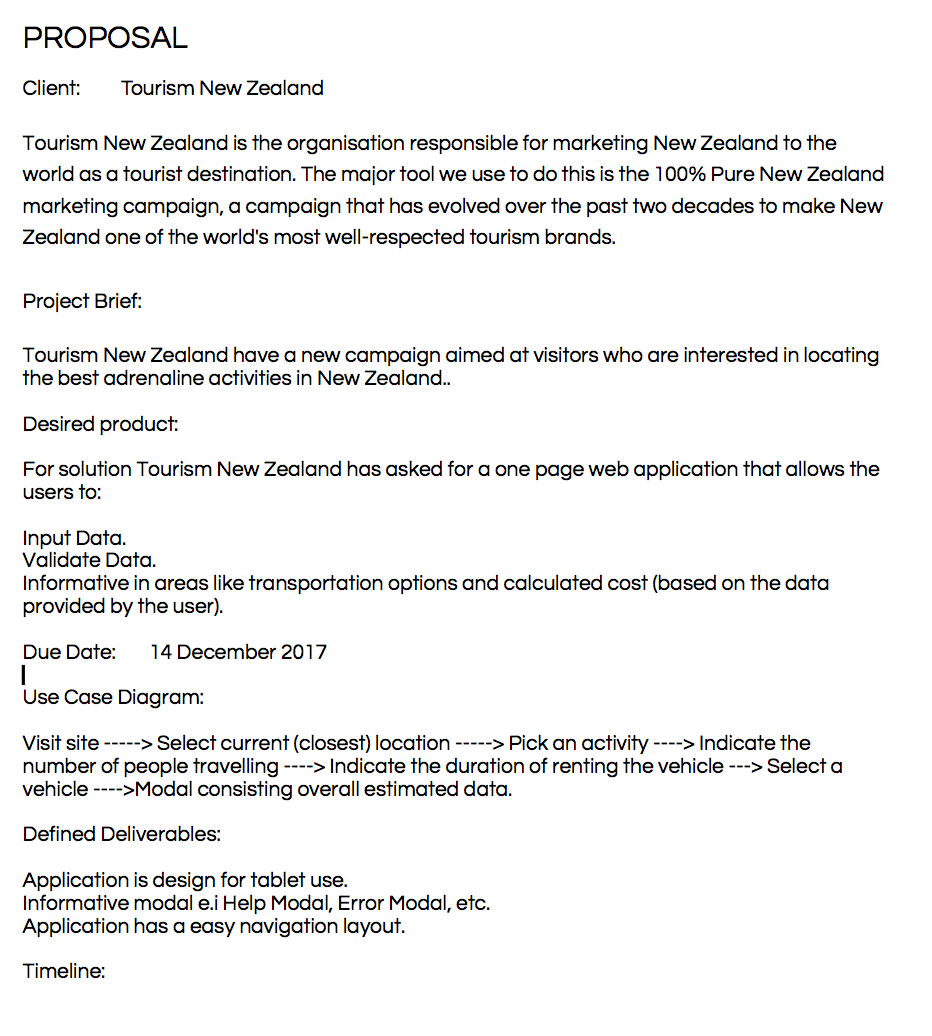 PROPOSAL
Client: Tourism New Zealand
Tourism New Zealand is the organisation responsible for marketing New Zealand to the
world as a tourist destination. The major tool we use to do this is the 100% Pure New Zealand
marketing campaign, a campaign that has evolved over the past two decades to make New
Zealand one of the world's most well-respected tourism brands.
Project Brief:
Tourism New Zealand have a new campaign aimed at visitors who are interested in locating
the best adrenaline activities in New Zealand..
Desired product:
For solution Tourism New Zealand has asked for a one page web application that allows the
users to:
Input Data.
Validate Data.
Informative in areas like transportation options and calculated cost (based on the data
provided by the user).
Due Date: 14 December 2017
Use Case Diagram:
Visit site -----> Select current (closest) location -----> Pick an activity ----> Indicate the
number of people travelling ----> Indicate the duration of renting the vehicle ---> Select a
vehicle ---->Modal consisting overall estimated data.
Defined Deliverables:
Application is design for tablet use.
Informative modal e.i Help Modal, Error Modal, etc.
Application has a easy navigation layout.
Timeline: